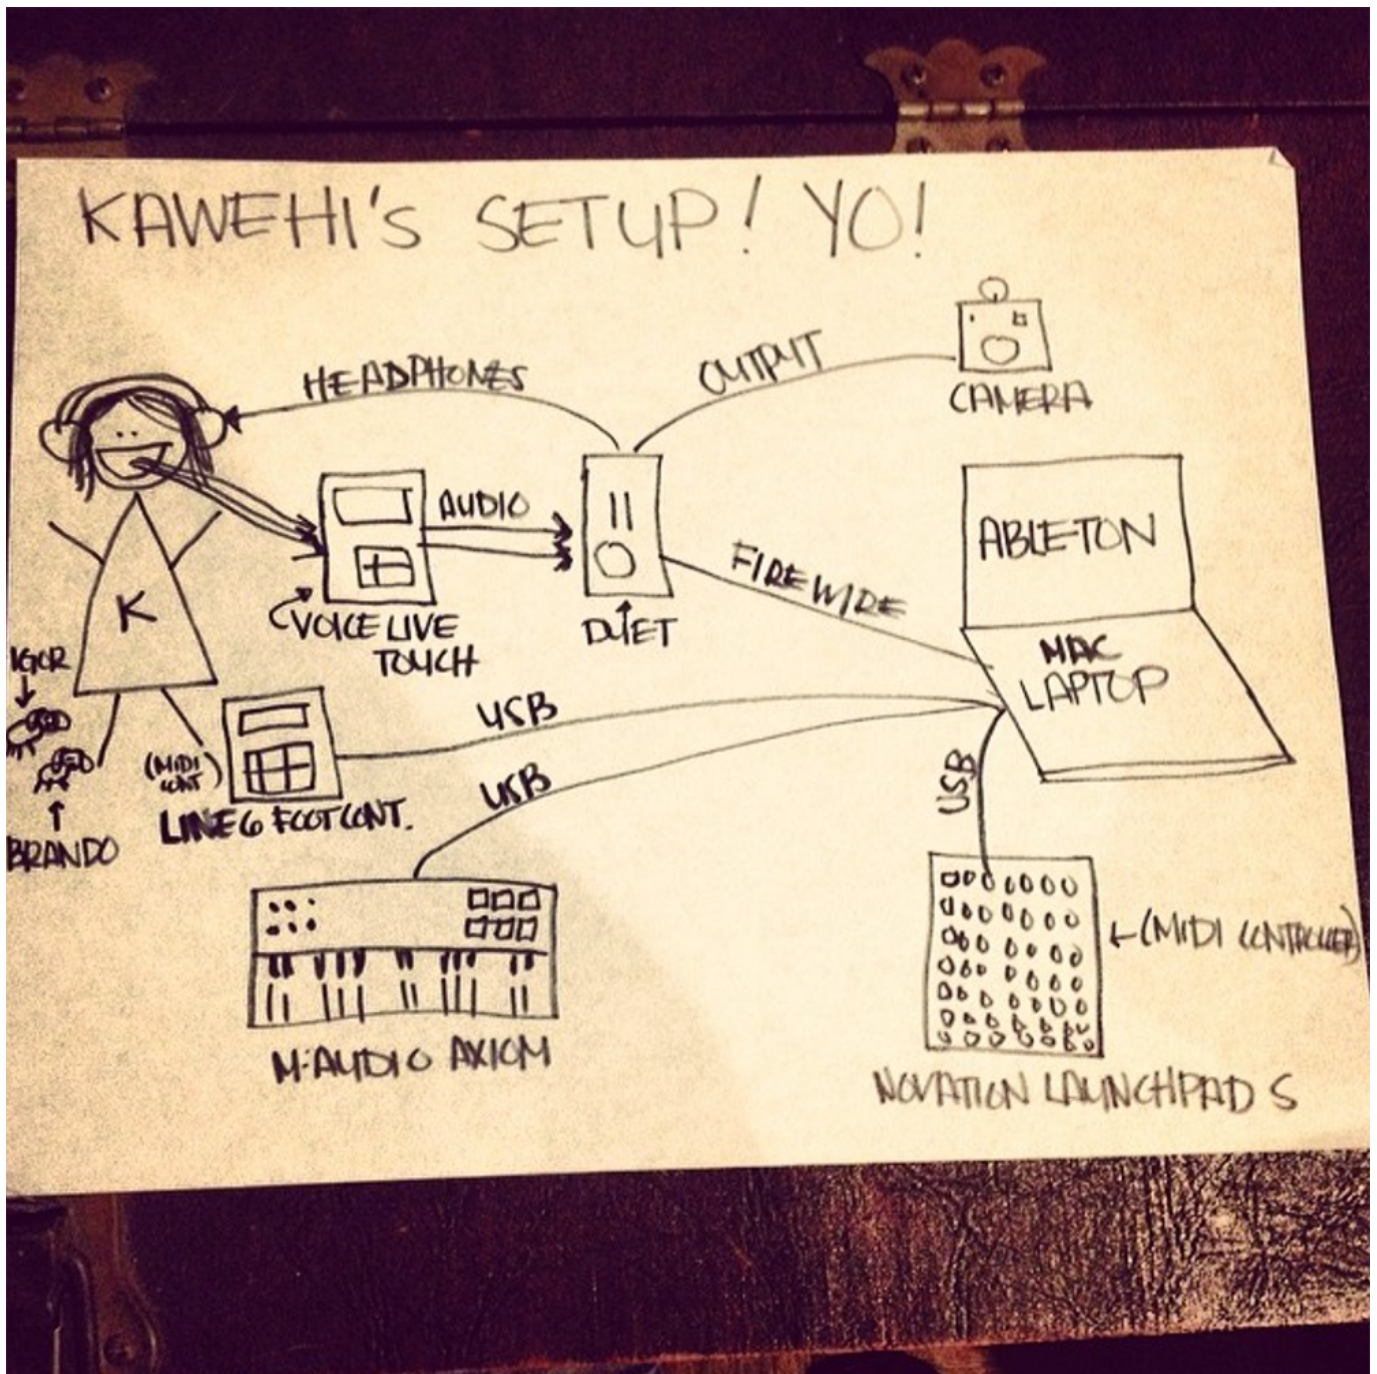 KAWEHI'S SETUP! YO!
HEADPHONES
OUTPUT
CAMERA
AUDIO
VOICE LIVE
TOUCH
DUET
FIREWIRE
ABLETON
MAC
LAPTOP
K
IGOR
BRANDO
(MIDI
CONT)
LINE6 FOOTCONT.
USB
USB
USB
M-AUDIO AXIOM
←(MIDI CONTROLLER)
NOVATION LAUNCHPAD S